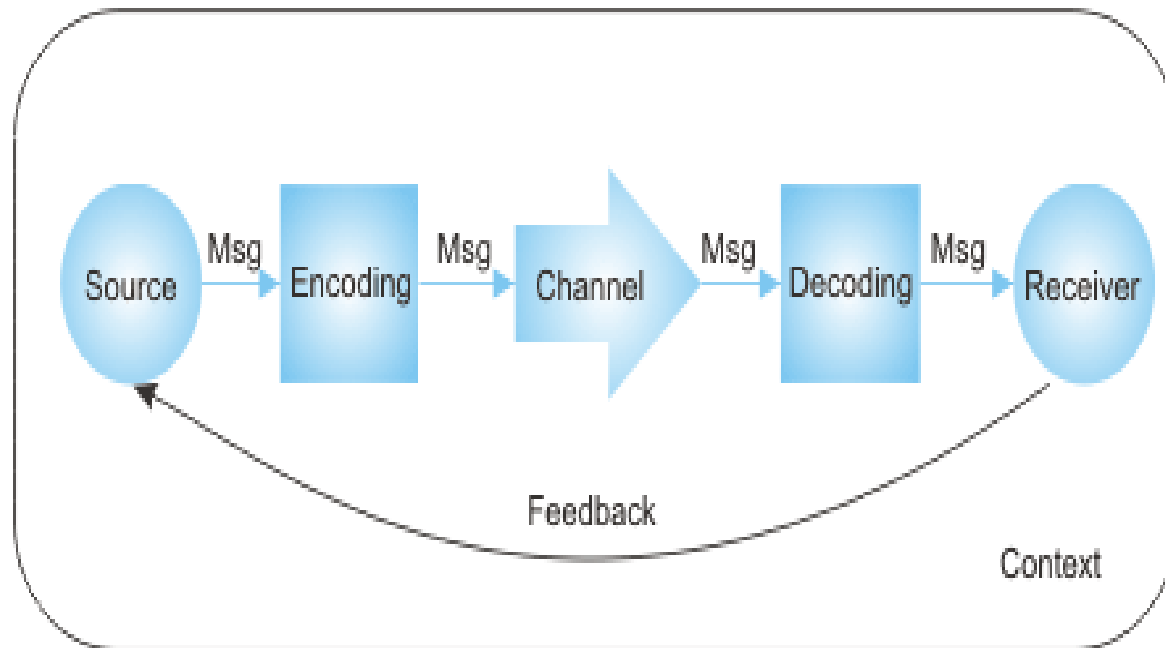 Msg
Msg
Msg
Msg
Source
Encoding
Channel
Decoding
Receiver
Feedback
Context